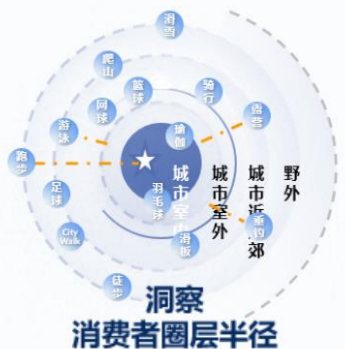 滑雪
爬山
篮球
骑行
网球
露营
游泳
瑜伽
跑步
足球
羽毛球
城市室内
城市室外
城市近郊
野外
City Walk
滑板
垂钓
徒步
洞察
消费者圈层半径